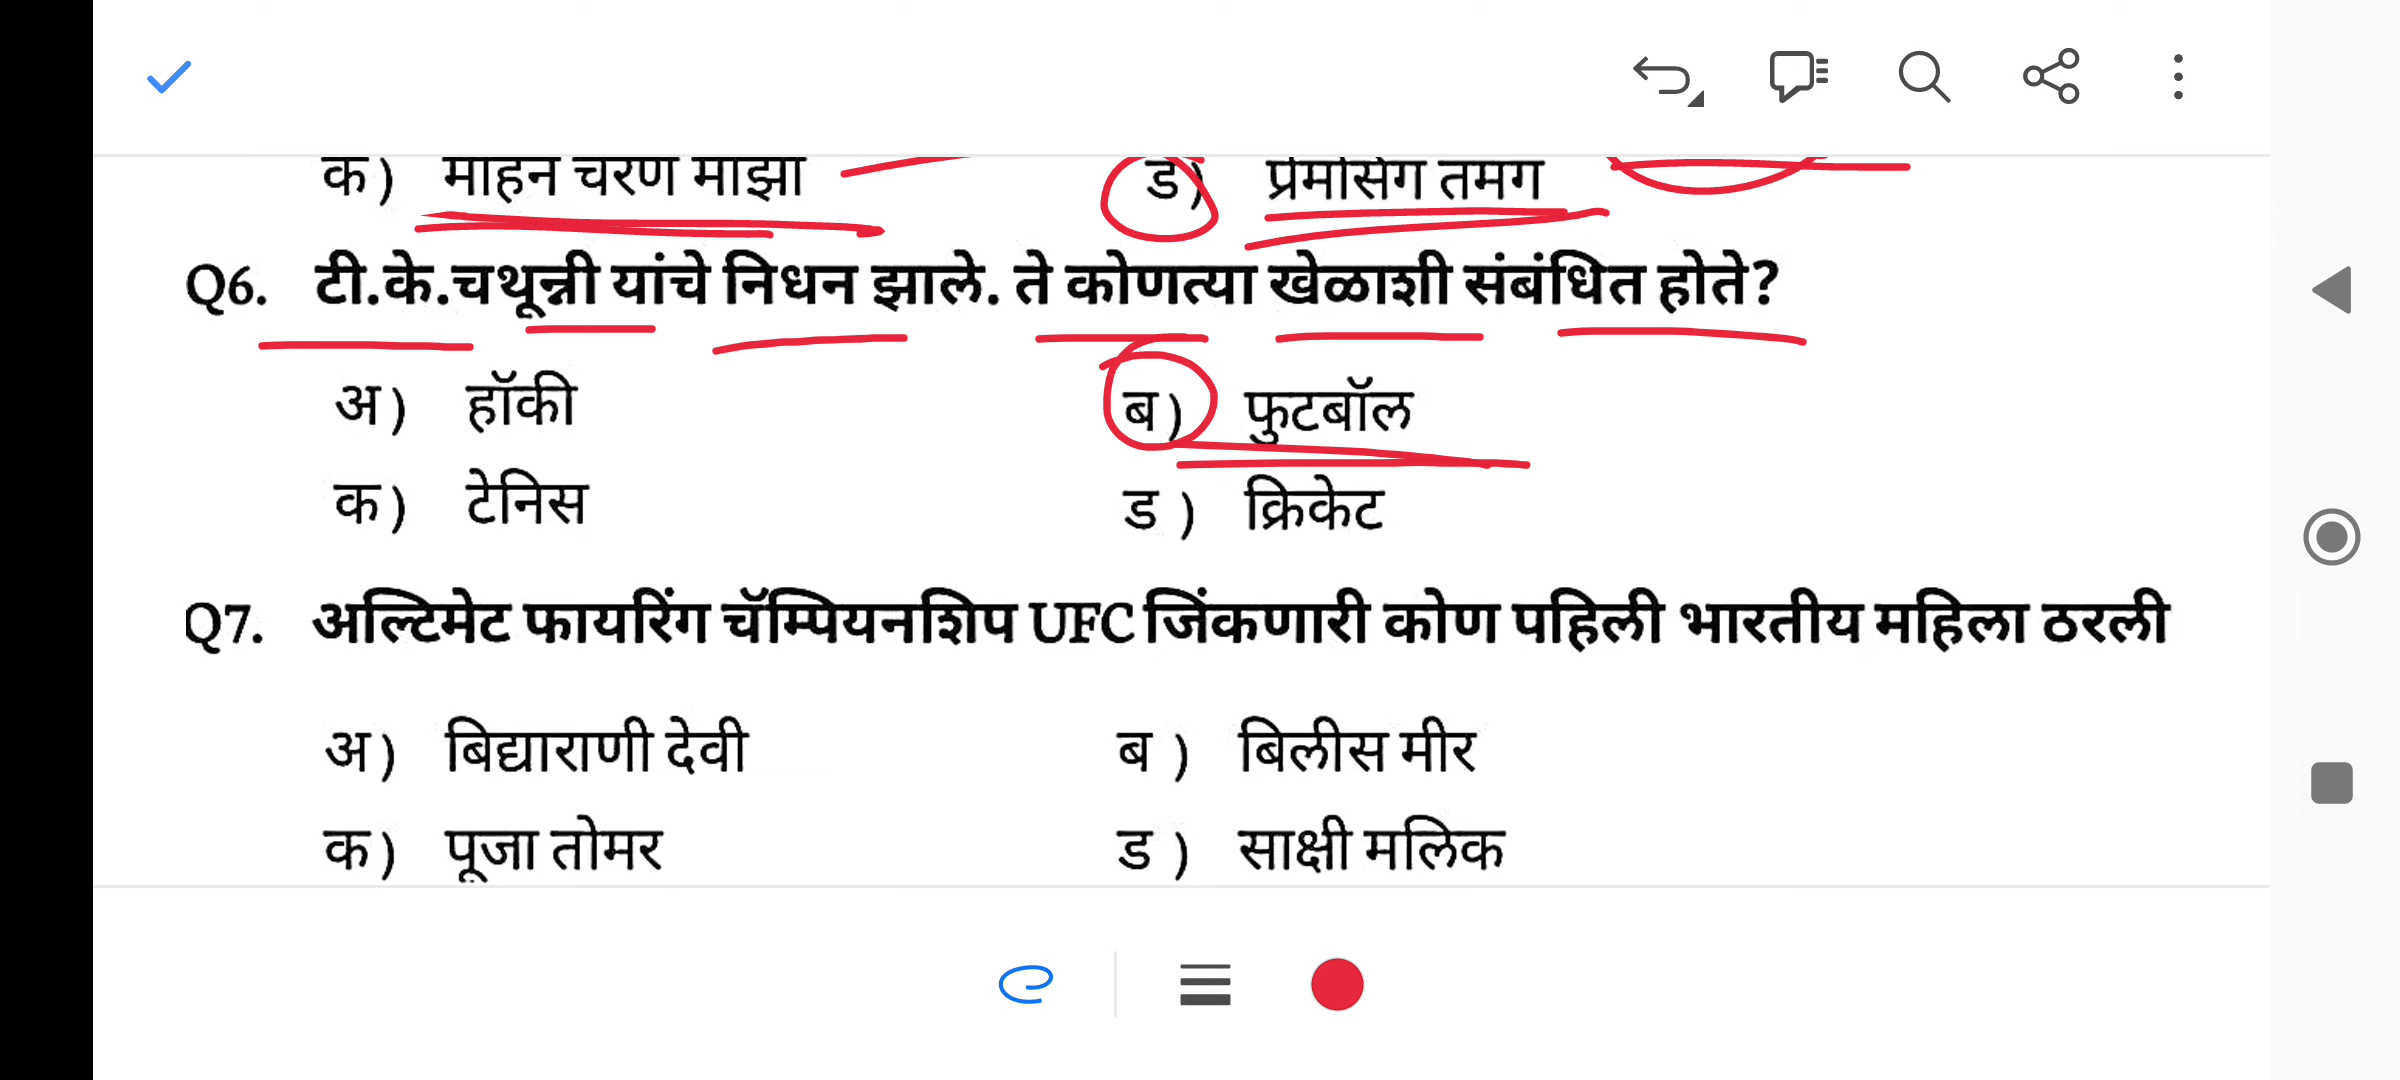 क) मोहन चरण माझी ड) प्रेमसिंग तमंग
Q6. टी.के.चथून्नी यांचे निधन झाले. ते कोणत्या खेळाशी संबंधित होते?
अ) हॉकी ब) फुटबॉल
क) टेनिस ड ) क्रिकेट
Q7. अल्टिमेट फायरिंग चॅम्पियनशिप UFC जिंकणारी कोण पहिली भारतीय महिला ठरली
अ) बिद्याराणी देवी ब ) बिलीस मीर
क) पूजा तोमर ड ) साक्षी मलिक